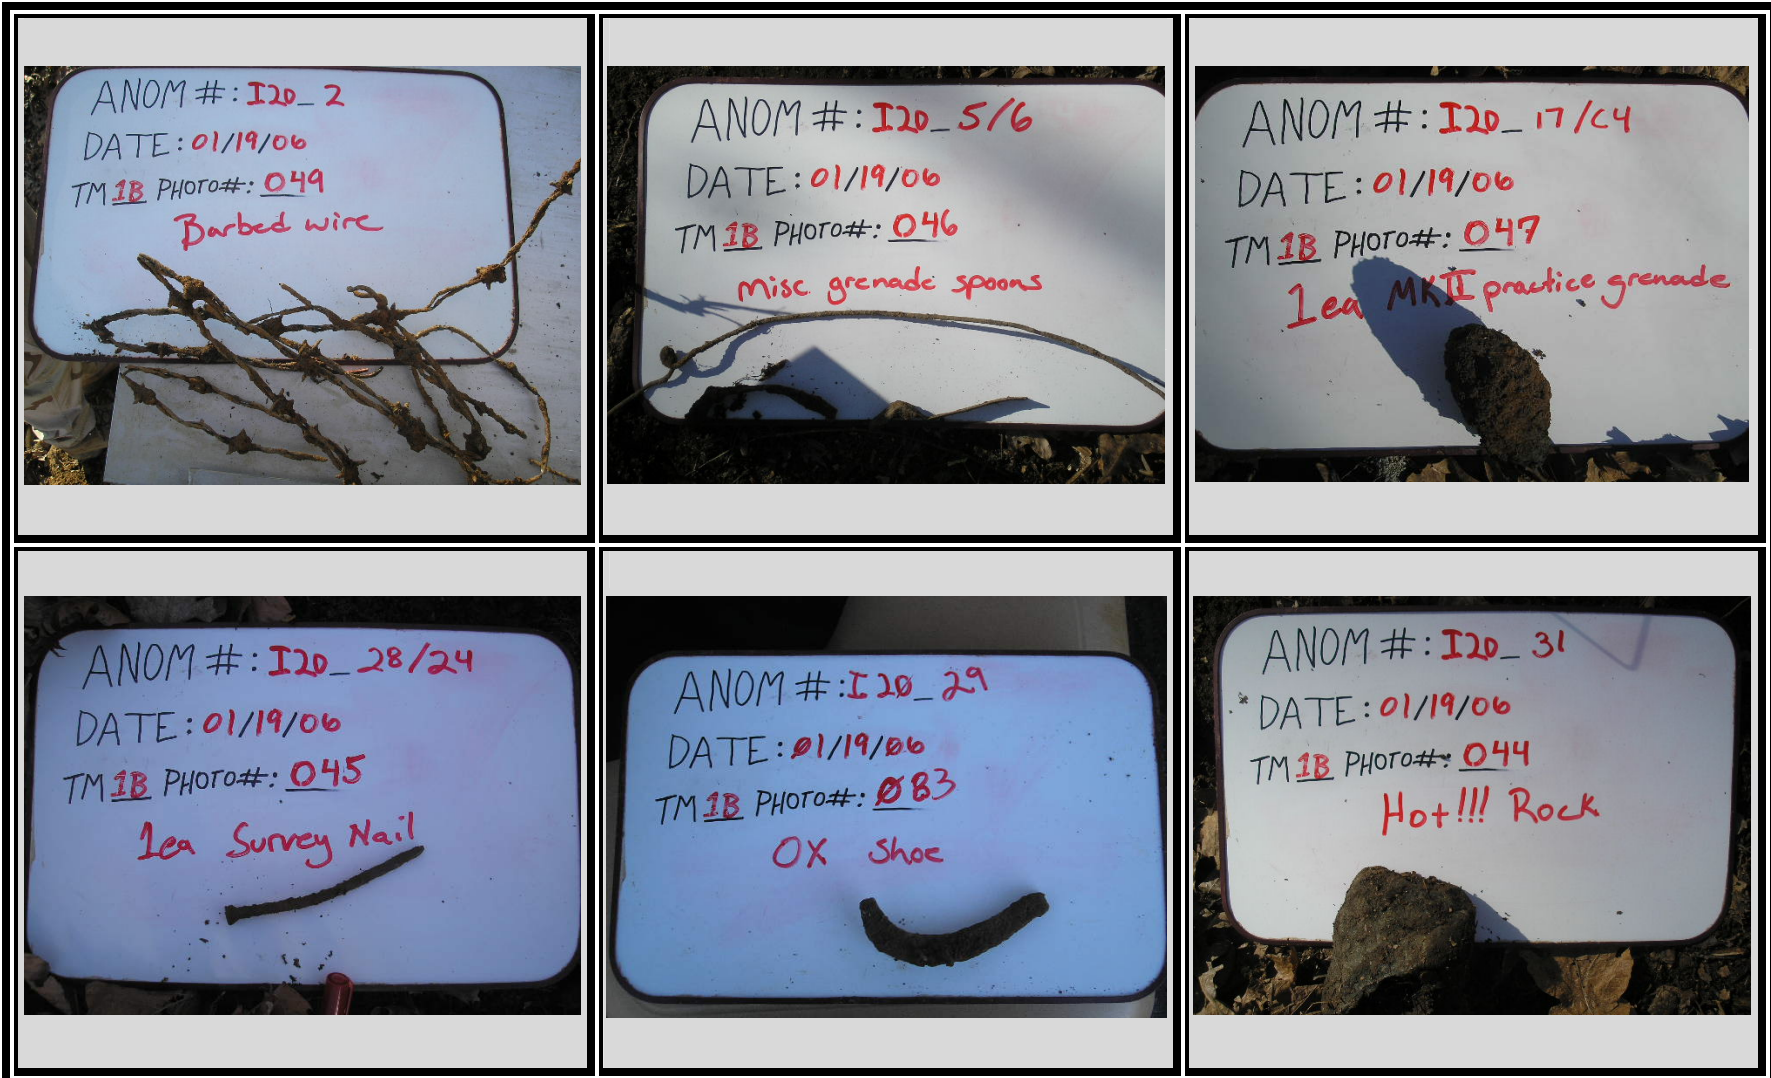 ANOM #: I20_2
DATE: 01/19/06
TM 1B PHOTO#: 049
Barbed wire
ANOM #: I20_5/6
DATE: 01/19/06
TM 1B PHOTO#: 046
Misc grenade spoons
ANOM #: I20_17/C4
DATE: 01/19/06
TM 1B PHOTO#: 047
1ea MKII practice grenade
ANOM #: I20_28/24
DATE: 01/19/06
TM 1B PHOTO#: 045
1ea Survey Nail
ANOM #: I2Ø_29
DATE: Ø1/19/Ø6
TM 1B PHOTO#: Ø83
OX Shoe
ANOM #: I20_31
DATE: 01/19/06
TM 1B PHOTO#: 044
Hot!!! Rock